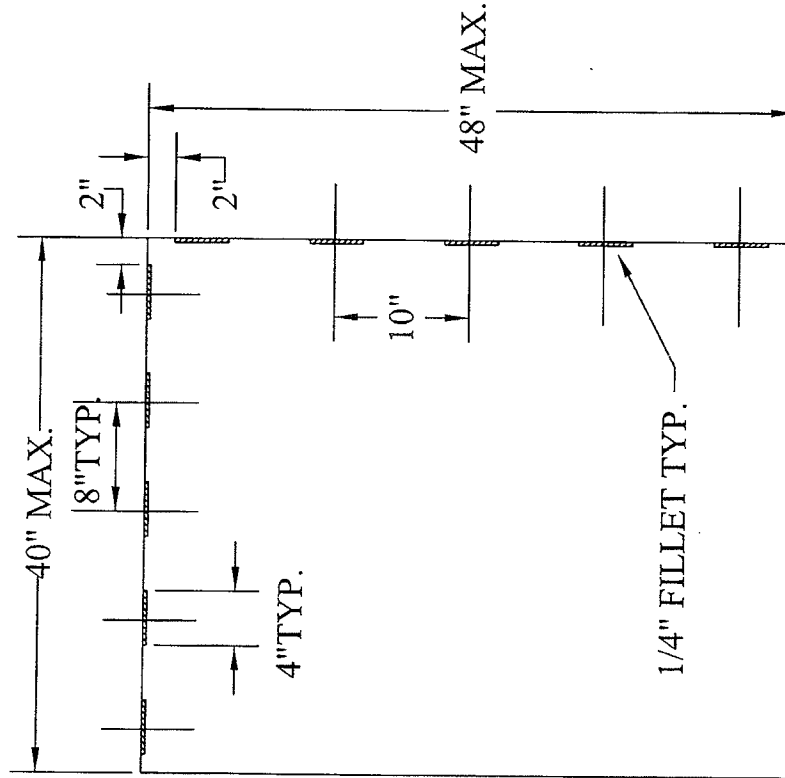 40" MAX.
2"
8"TYP.
2"
48" MAX.
10"
4"TYP.
1/4" FILLET TYP.